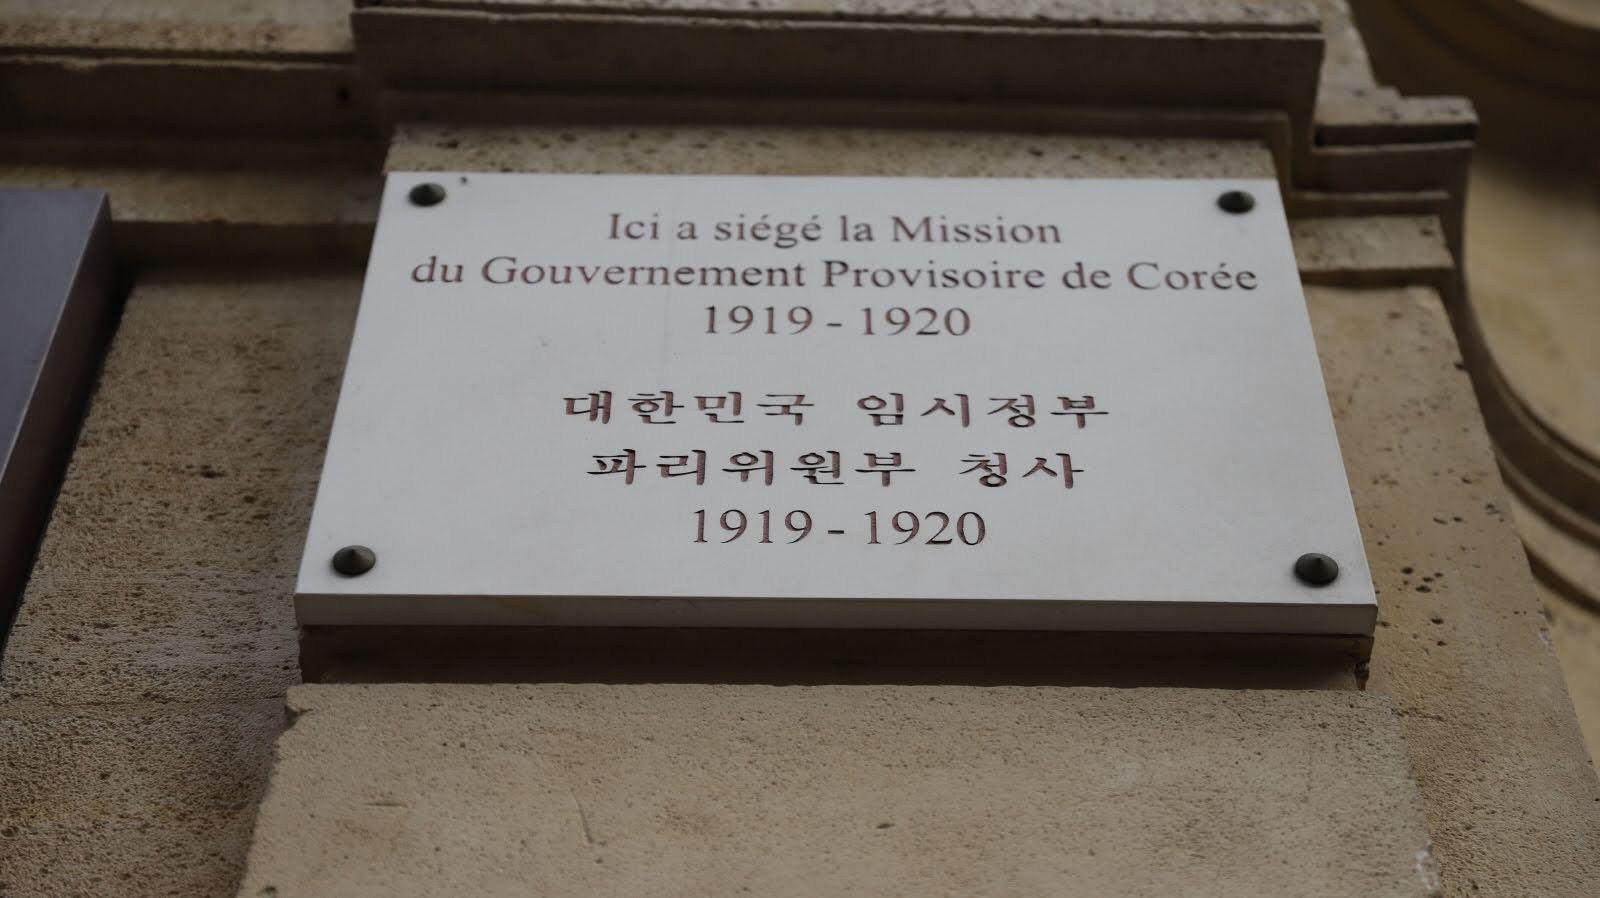 Ici a siégé la Mission
du Gouvernement Provisoire de Corée
1919 - 1920
대한민국 임시정부
파리위원부 청사
1919 - 1920